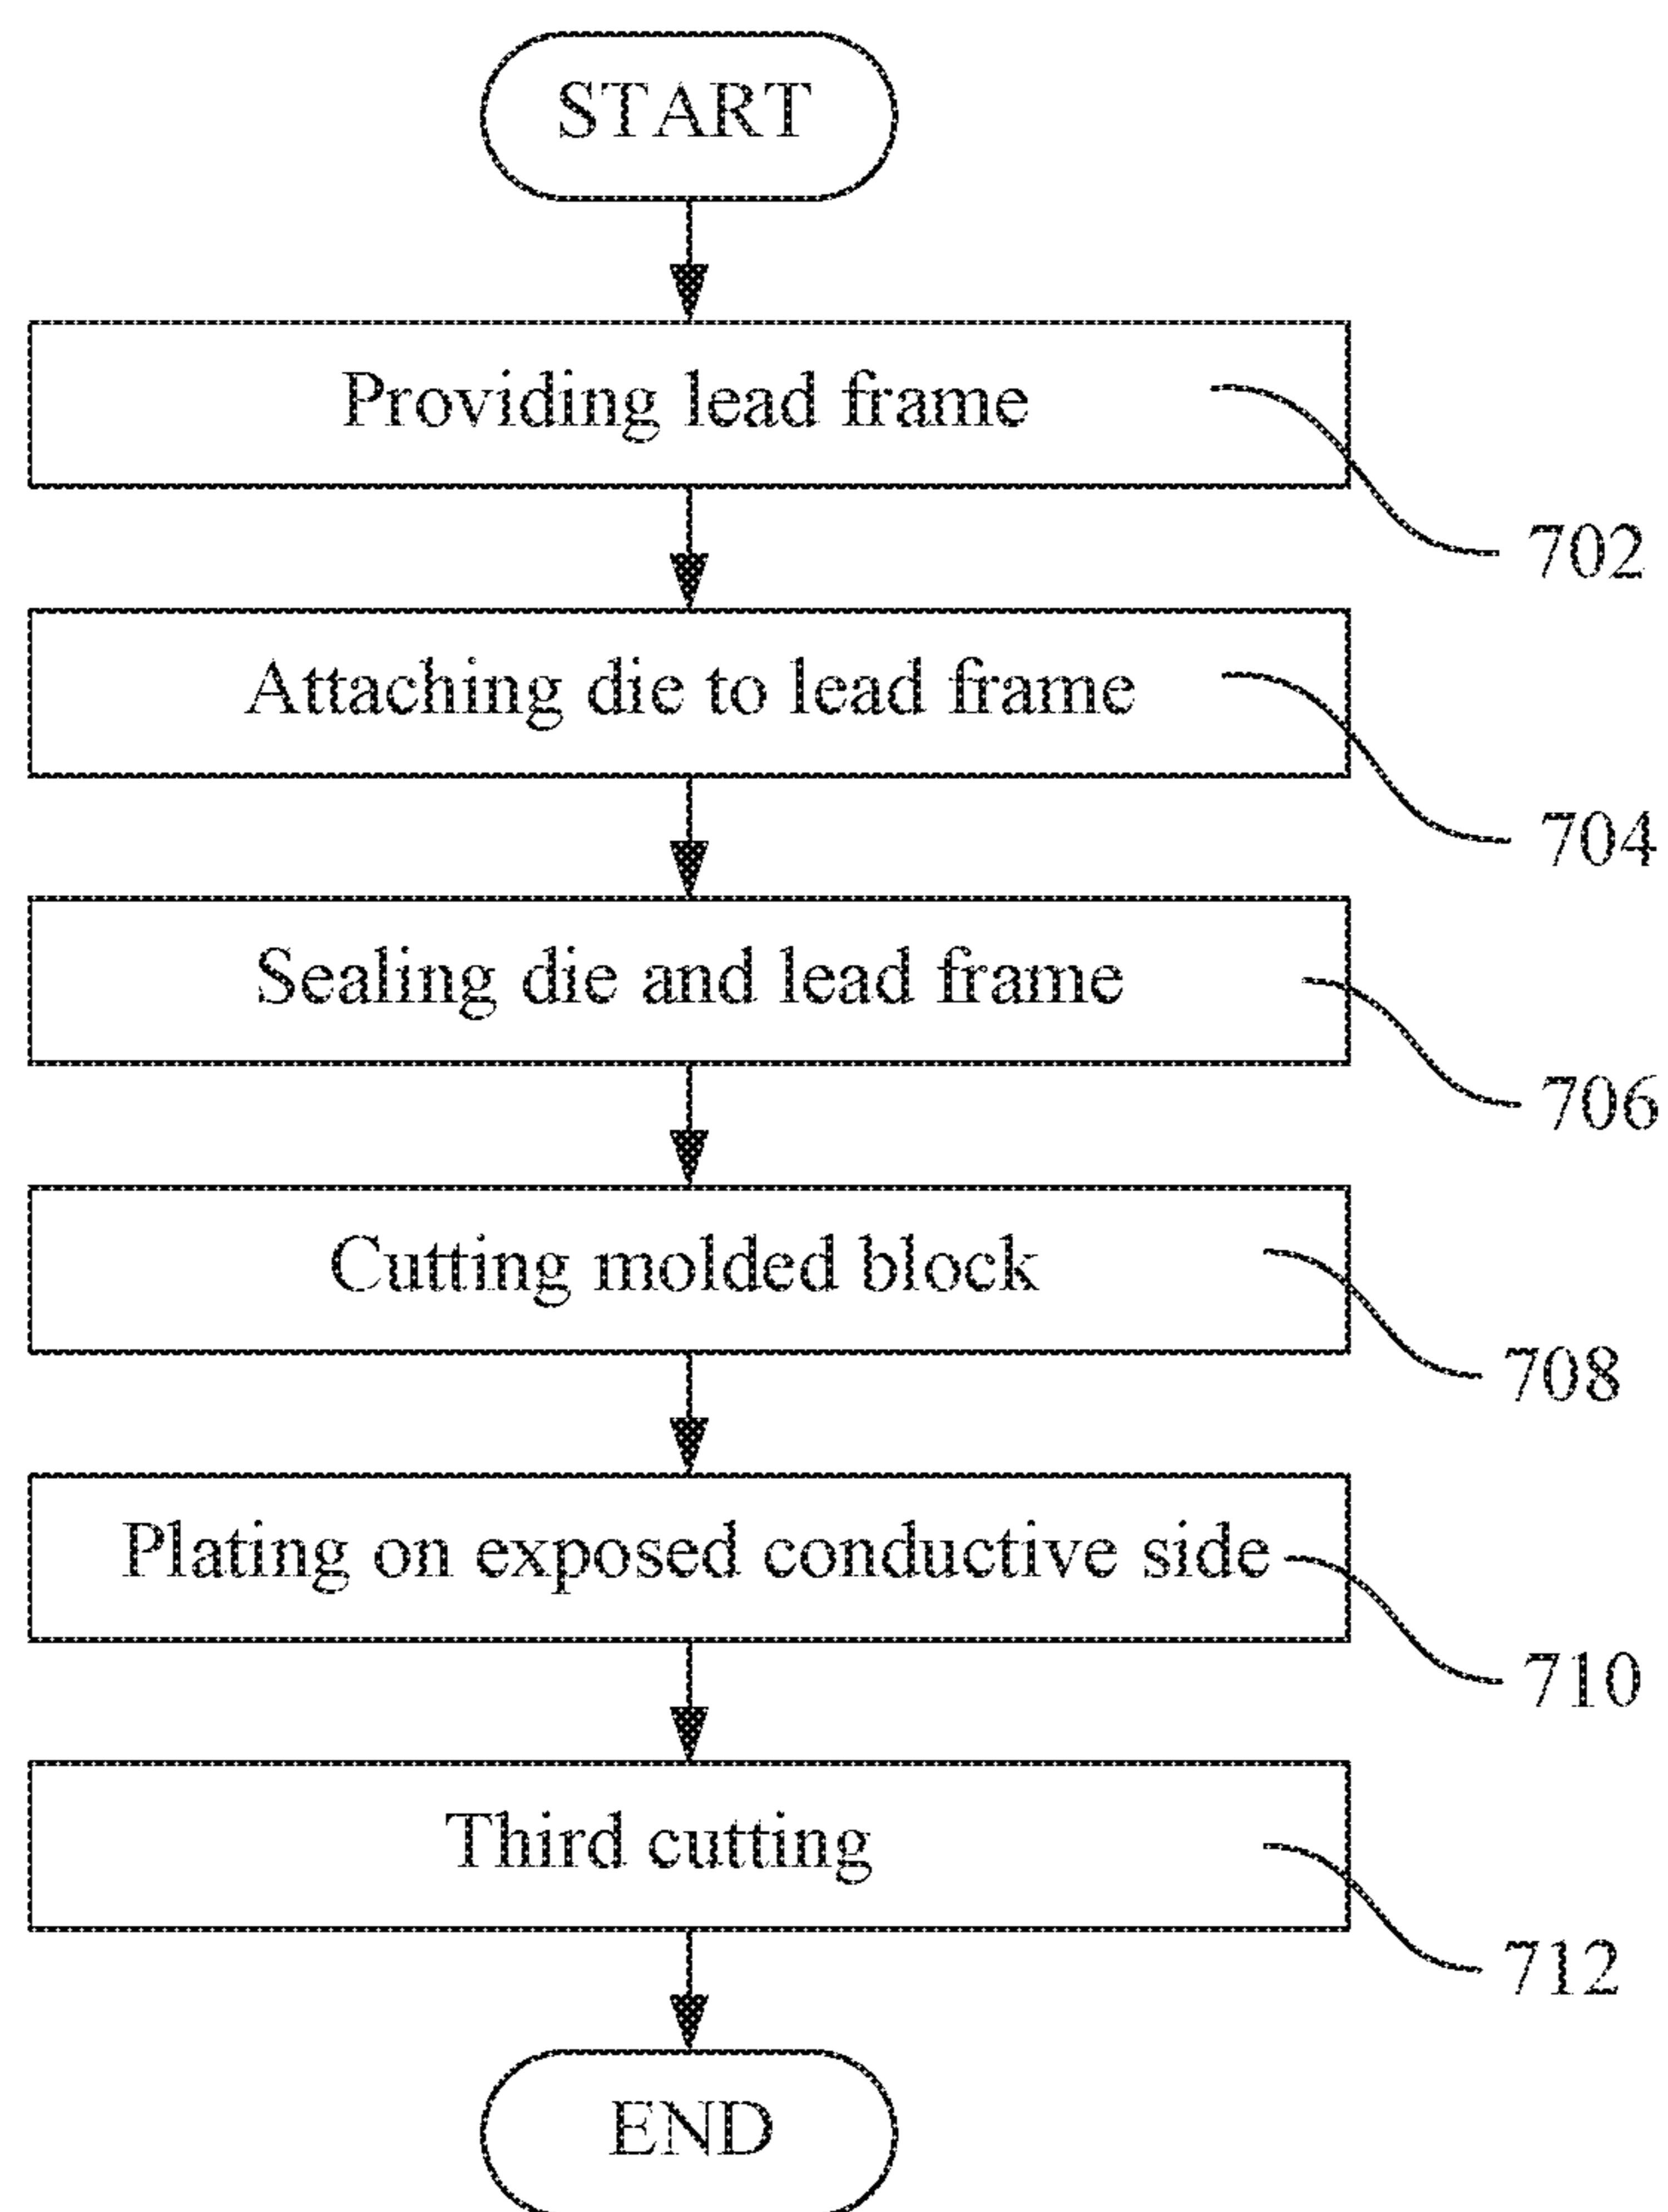 START
Providing lead frame
702
Attaching die to lead frame
704
Sealing die and lead frame
706
Cutting molded block
708
Plating on exposed conductive side
710
Third cutting
712
END